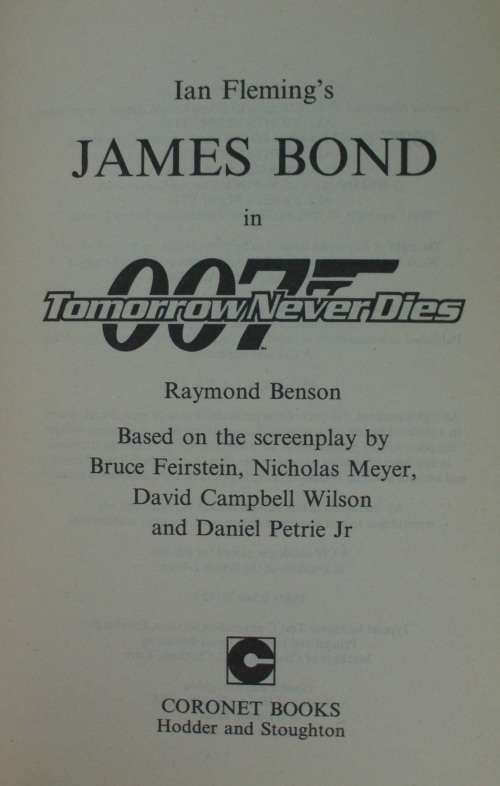 Ian Fleming's
JAMES BOND
in
007
Tomorrow Never Dies
Raymond Benson
Based on the screenplay by
Bruce Feirstein, Nicholas Meyer,
David Campbell Wilson
and Daniel Petrie Jr
CORONET BOOKS
Hodder and Stoughton